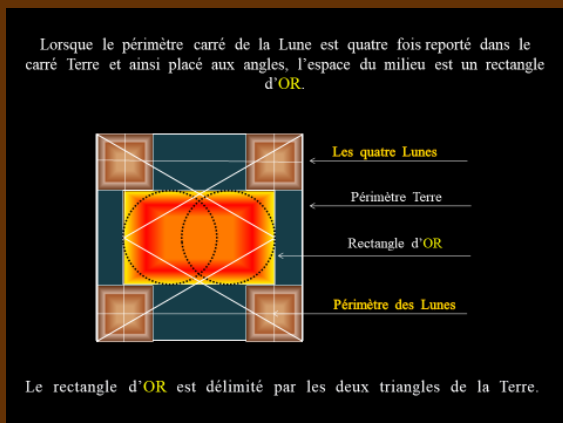 Lorsque le périmètre carré de la Lune est quatre fois reporté dans le
carré Terre et ainsi placé aux angles, l’espace du milieu est un rectangle
d’OR.
Les quatre Lunes
Périmètre Terre
Rectangle d’OR
Périmètre des Lunes
Le rectangle d’OR est délimité par les deux triangles de la Terre.